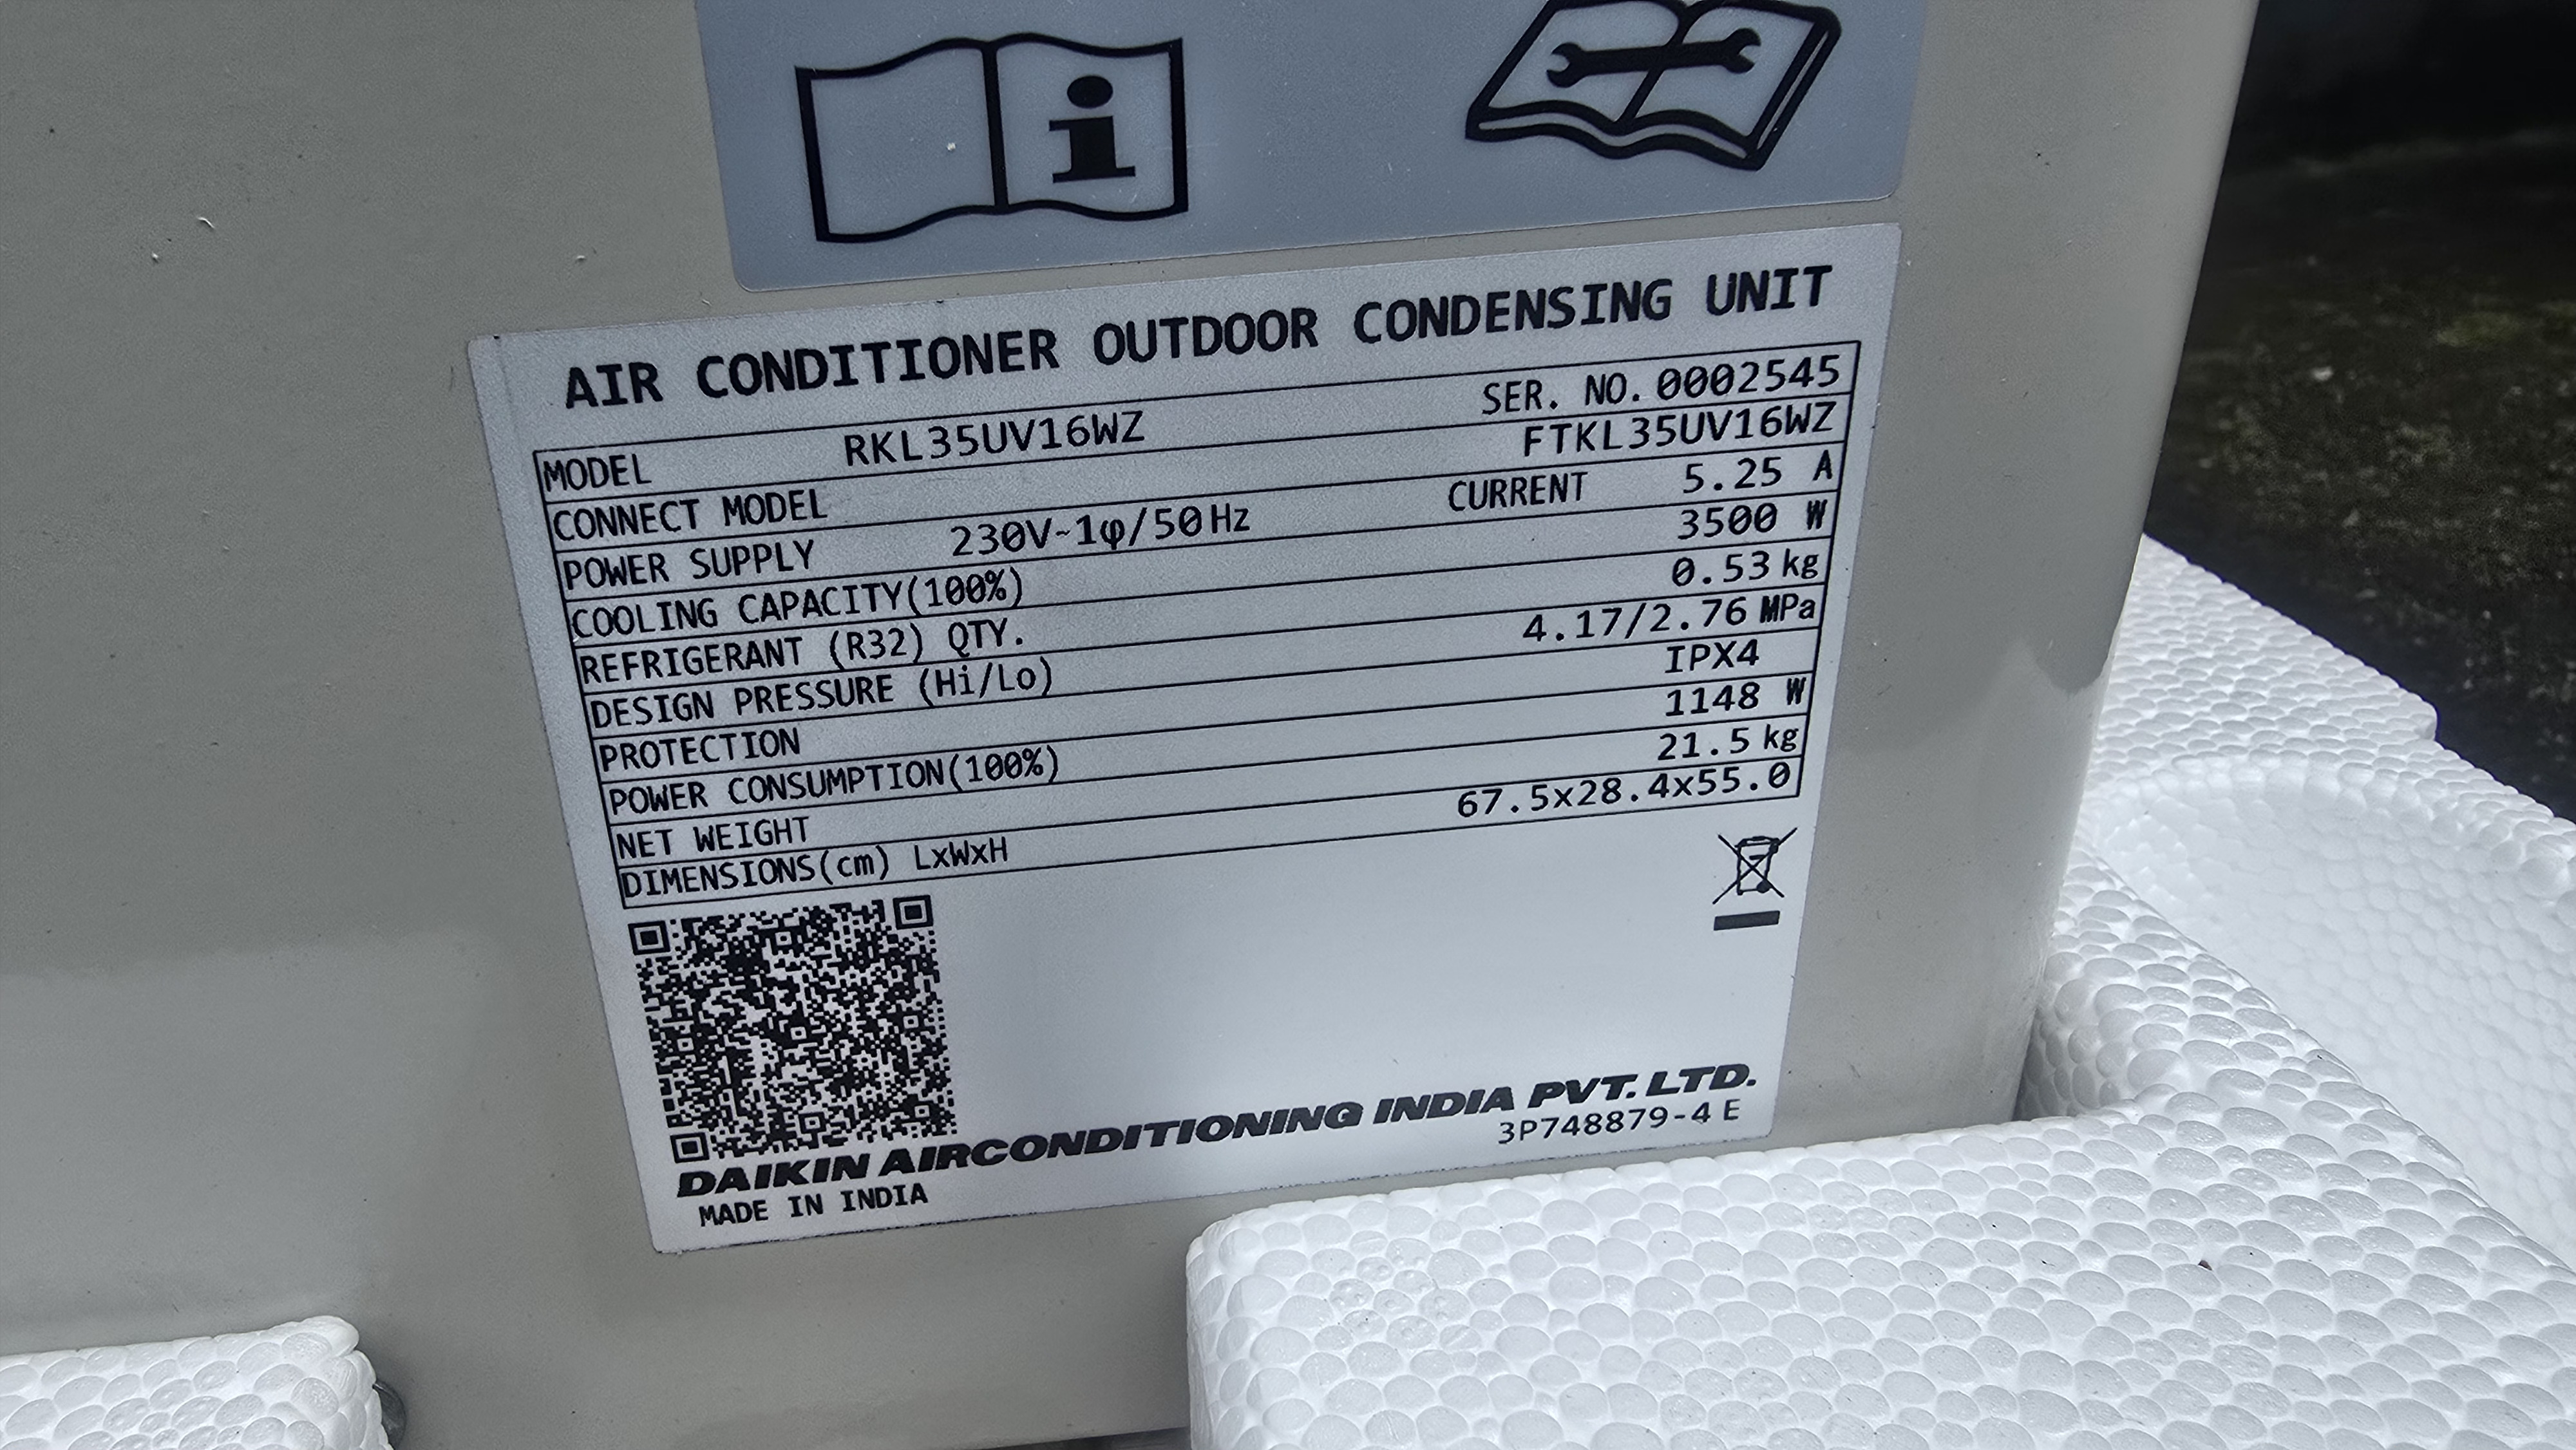 i
AIR CONDITIONER OUTDOOR CONDENSING UNIT
MODEL RKL35UV16WZ SER. NO. 0002545
CONNECT MODEL FTKL35UV16WZ
POWER SUPPLY 230V~1φ/50Hz CURRENT 5.25 A
COOLING CAPACITY(100%) 3500 W
REFRIGERANT (R32) QTY. 0.53 kg
DESIGN PRESSURE (Hi/Lo) 4.17/2.76 MPa
PROTECTION IPX4
POWER CONSUMPTION(100%) 1148 W
NET WEIGHT 21.5 kg
DIMENSIONS(cm) LxWxH 67.5x28.4x55.0
DAIKIN AIRCONDITIONING INDIA PVT. LTD.
MADE IN INDIA 3P748879-4 E